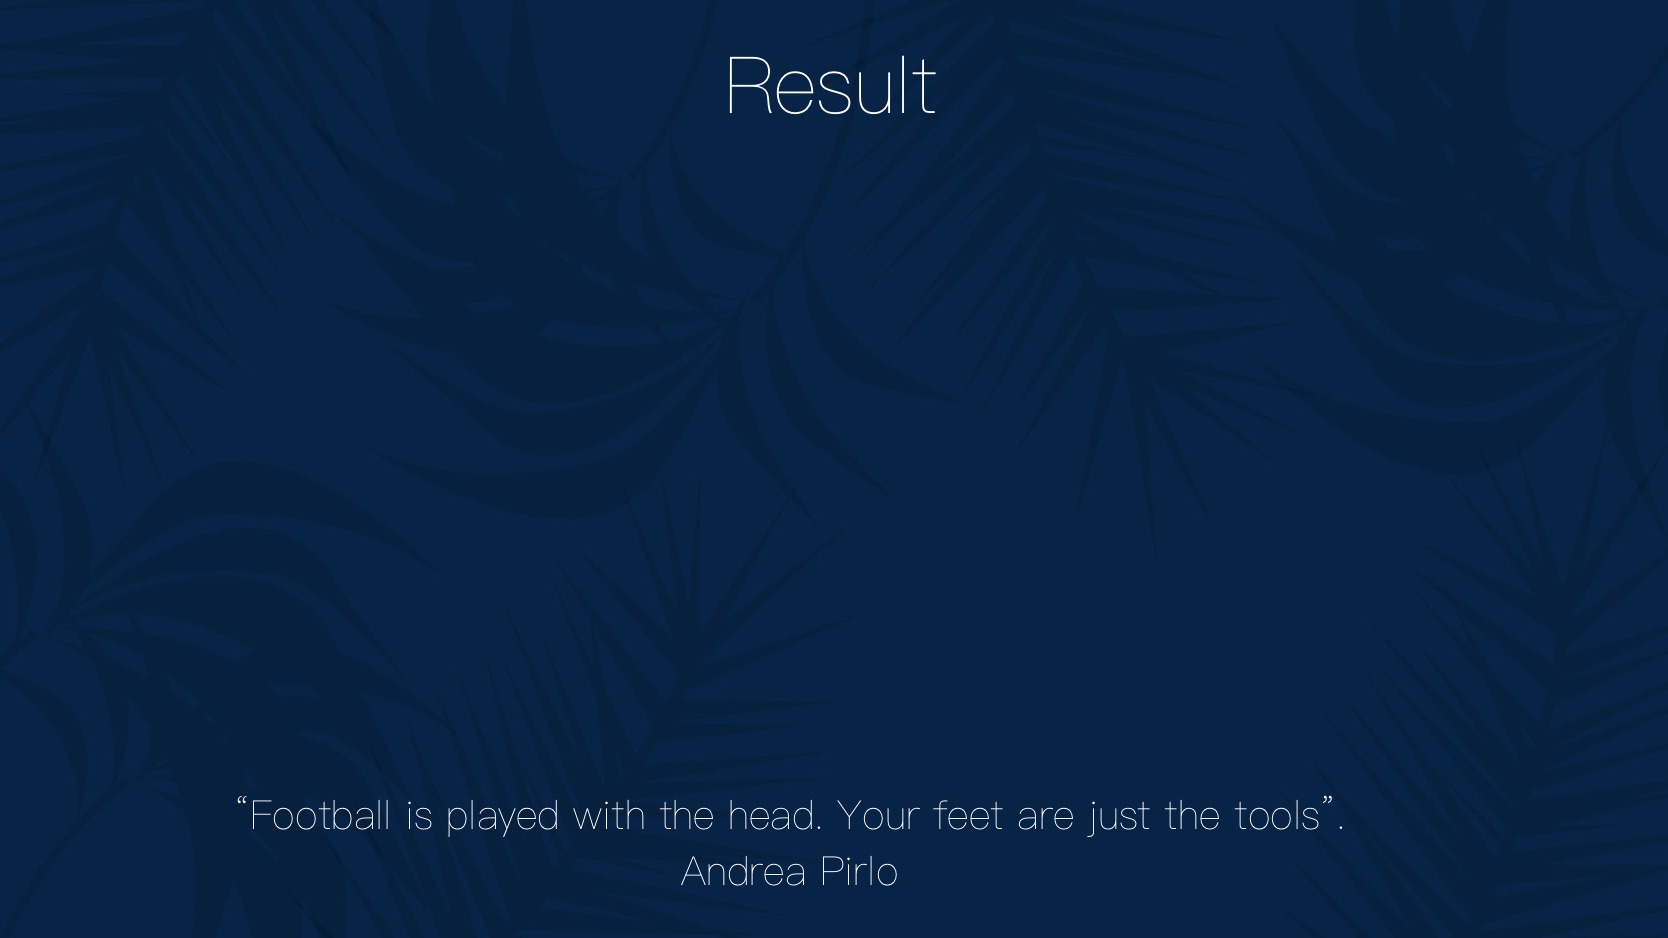 Result
“Football is played with the head. Your feet are just the tools”.
Andrea Pirlo